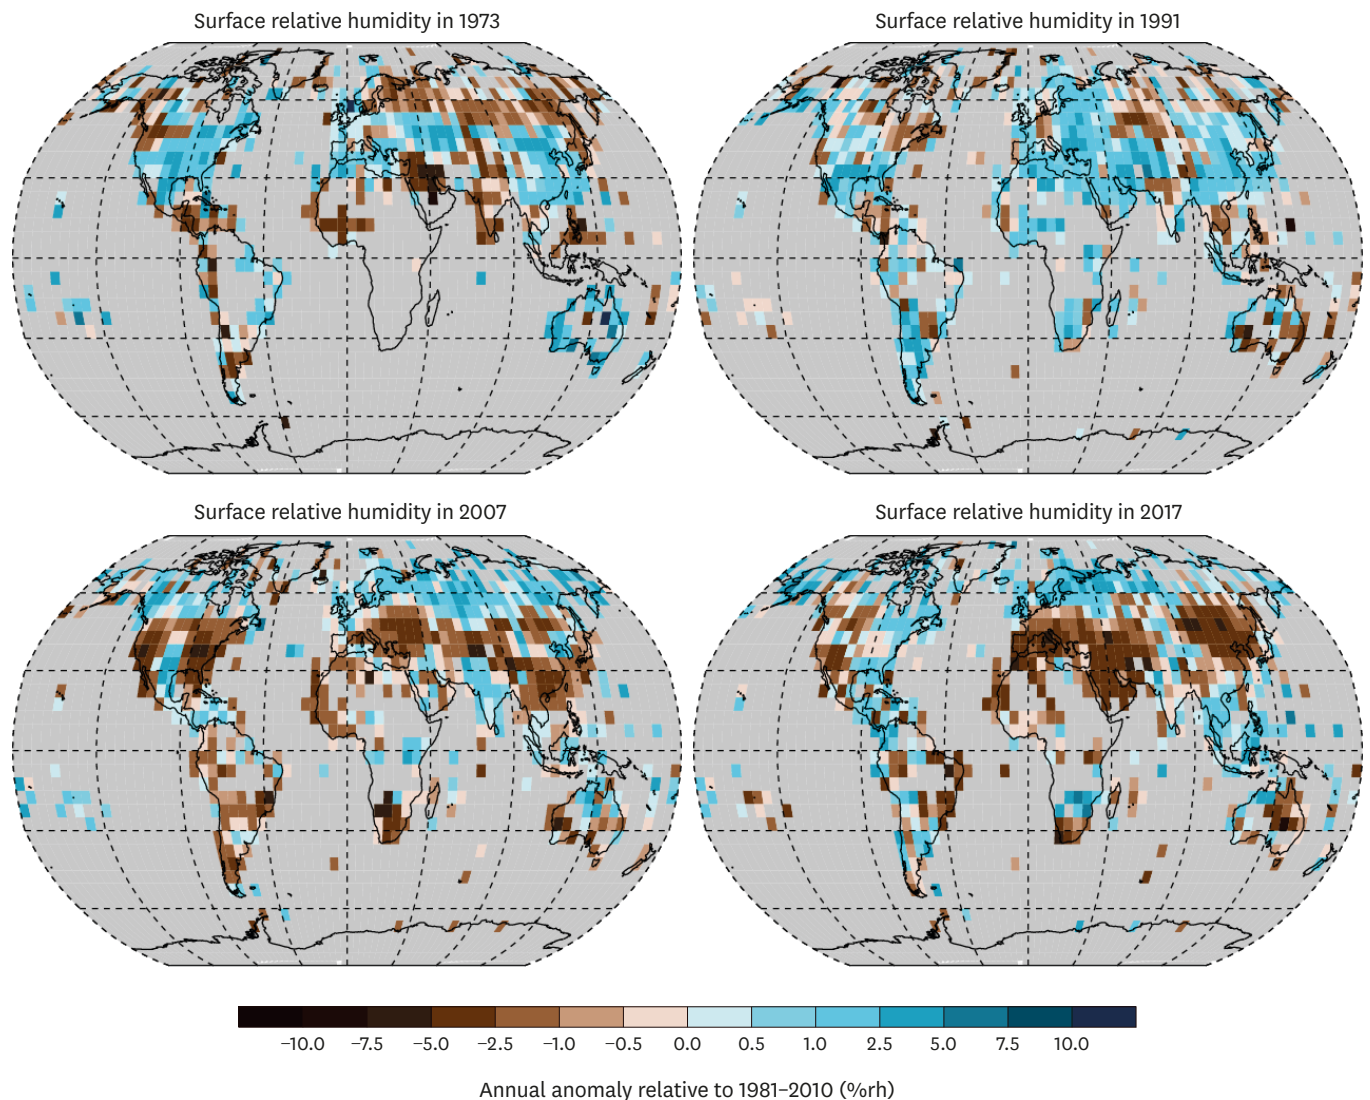 Surface relative humidity in 1973
Surface relative humidity in 1991
Surface relative humidity in 2007
Surface relative humidity in 2017
−10.0 −7.5 −5.0 −2.5 −1.0 −0.5 0.0 0.5 1.0 2.5 5.0 7.5 10.0
Annual anomaly relative to 1981–2010 (%rh)